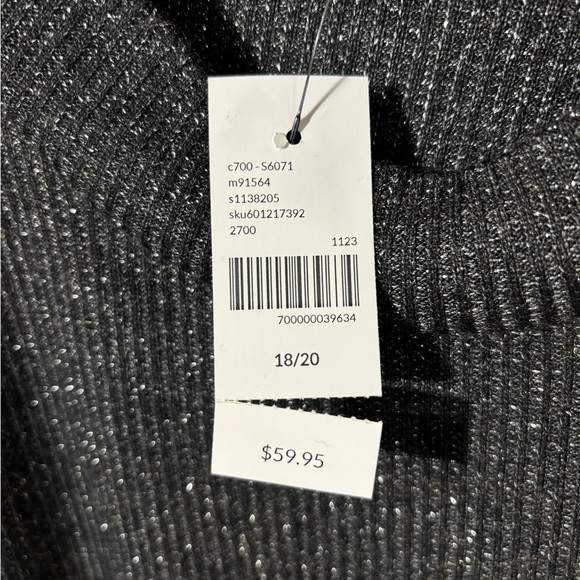 c700 - S6071
m91564
s1138205
sku601217392
2700
1123
700000039634
18/20
$59.95